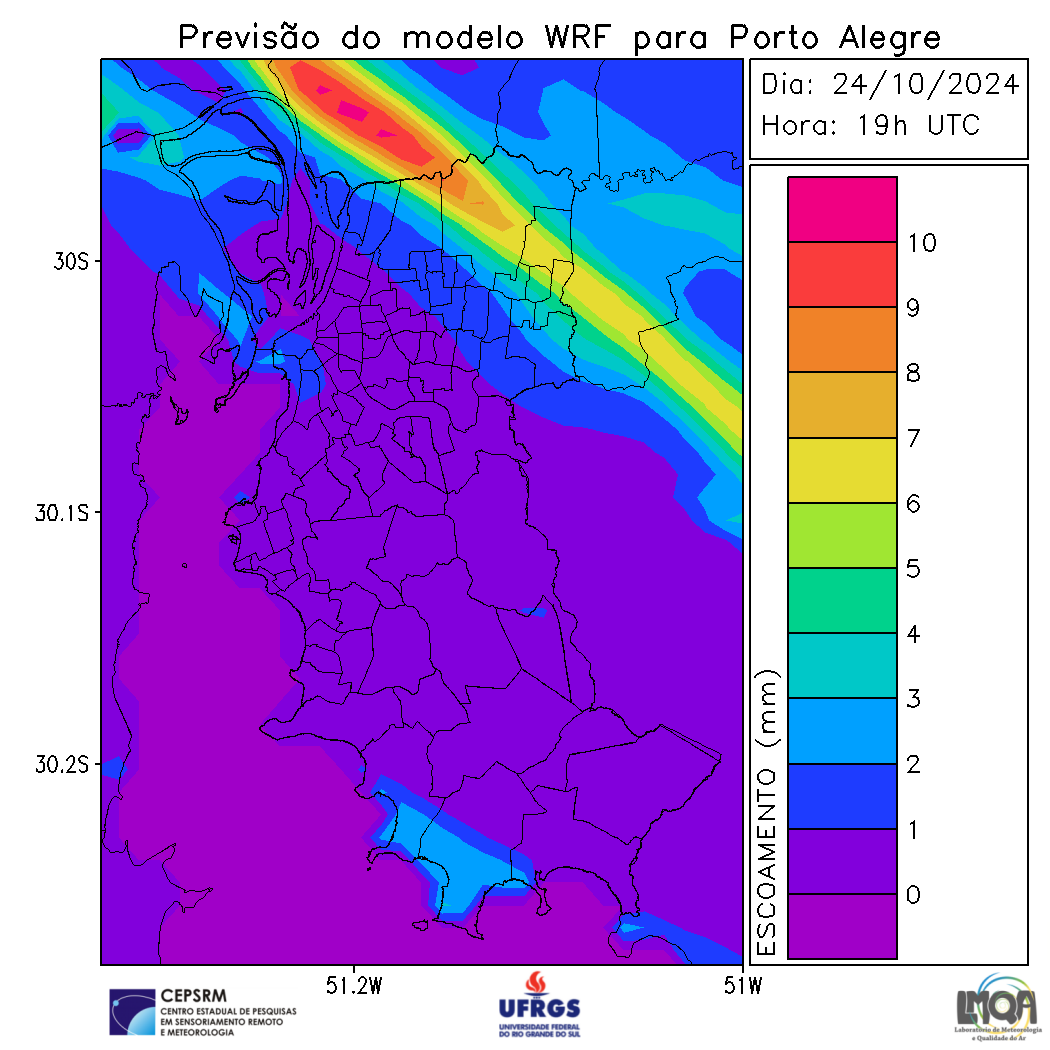 Previsão do modelo WRF para Porto Alegre
Dia: 24/10/2024
Hora: 19h UTC
30S
30.1S
30.2S
51.2W
51W
10
9
8
7
6
5
4
3
2
1
0
ESCOAMENTO (mm)
CEPSRM
CENTRO ESTADUAL DE PESQUISAS
EM SENSORIAMENTO REMOTO
E METEOROLOGIA
UFRGS
UNIVERSIDADE FEDERAL
DO RIO GRANDE DO SUL
LMQA
Laboratório de Meteorologia
e Qualidade do Ar